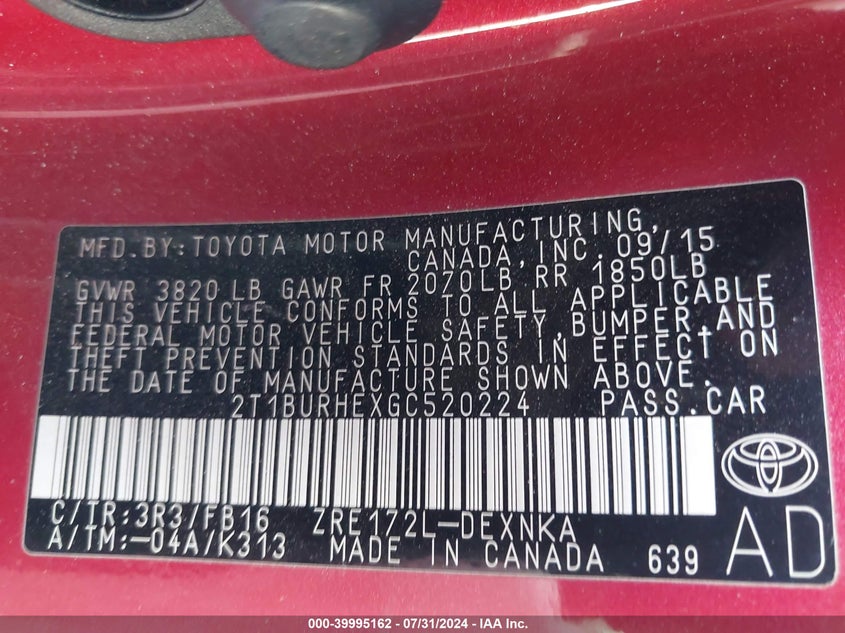 MFD.BY:TOYOTA MOTOR MANUFACTURING,
CANADA,INC. 09/15
GVWR 3820 LB GAWR FR 2070LB RR 1850LB
THIS VEHICLE CONFORMS TO ALL APPLICABLE
FEDERAL MOTOR VEHICLE SAFETY,BUMPER,AND
THEFT PREVENTION STANDARDS IN EFFECT ON
THE DATE OF MANUFACTURE SHOWN ABOVE.
2T1BURHEXGC520224 PASS.CAR
C/TR:3R3/FB16 ZRE172L-DEXNKA
A/TM:-04A/K313 MADE IN CANADA 639
AD
000-39995162 - 07/31/2024 - IAA Inc.